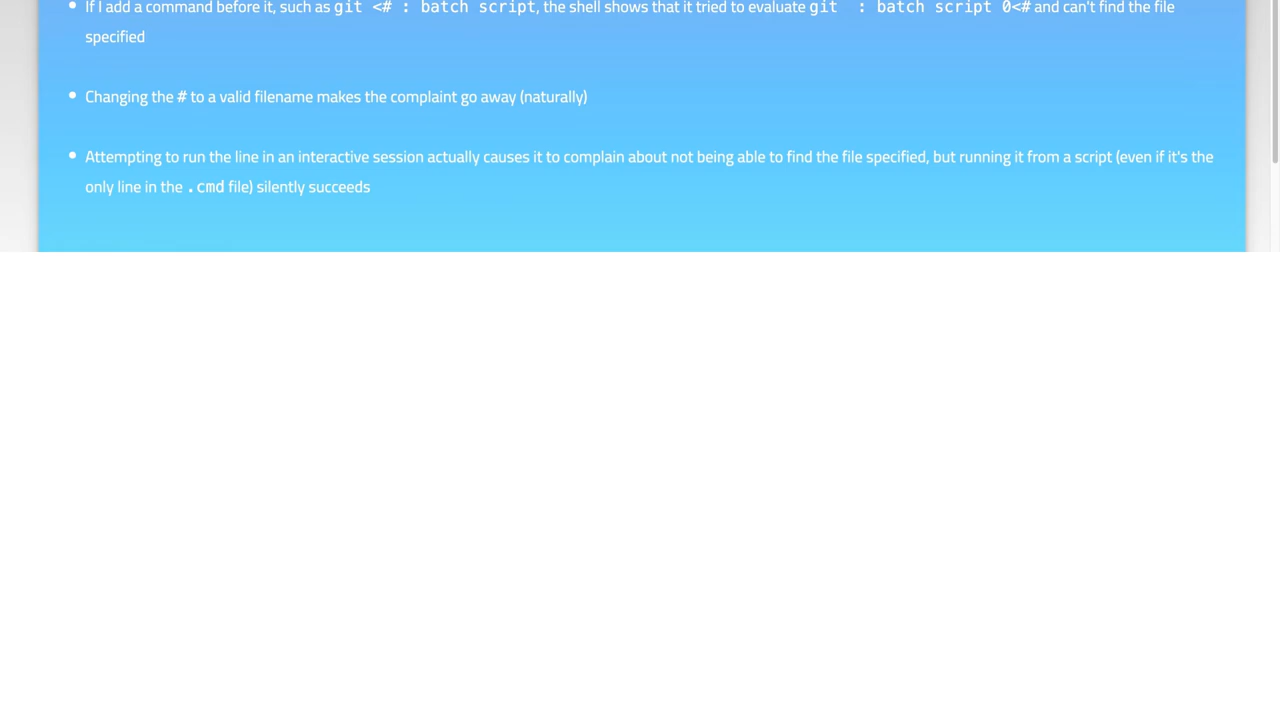 If I add a command before it, such as git <# : batch script, the shell shows that it tried to evaluate git  : batch script 0<# and can't find the file
specified
Changing the # to a valid filename makes the complaint go away (naturally)
Attempting to run the line in an interactive session actually causes it to complain about not being able to find the file specified, but running it from a script (even if it's the
only line in the .cmd file) silently succeeds